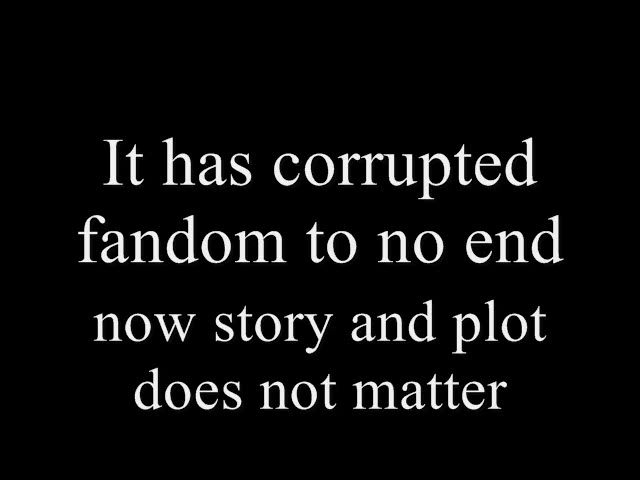 It has corrupted
fandom to no end
now story and plot
does not matter